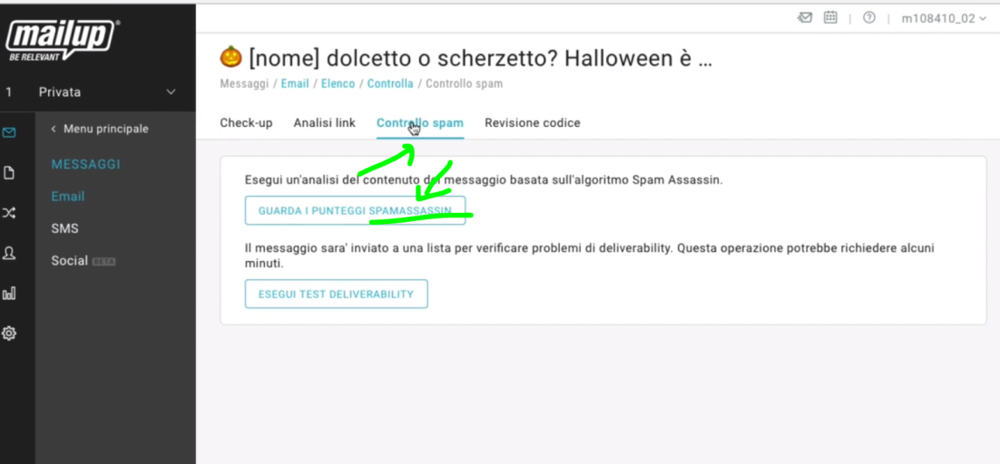 mailup
BE RELEVANT
m108410_02
[nome] dolcetto o scherzetto? Halloween è ...
Messaggi / Email / Elenco / Controlla / Controllo spam
1 Privata
Check-up Analisi link Controllo spam Revisione codice
Menu principale
MESSAGGI
Email
SMS
Social BETA
Esegui un'analisi del contenuto del messaggio basata sull'algoritmo Spam Assassin.
GUARDA I PUNTEGGI SPAMASSASSIN
Il messaggio sara' inviato a una lista per verificare problemi di deliverability. Questa operazione potrebbe richiedere alcuni
minuti.
ESEGUI TEST DELIVERABILITY